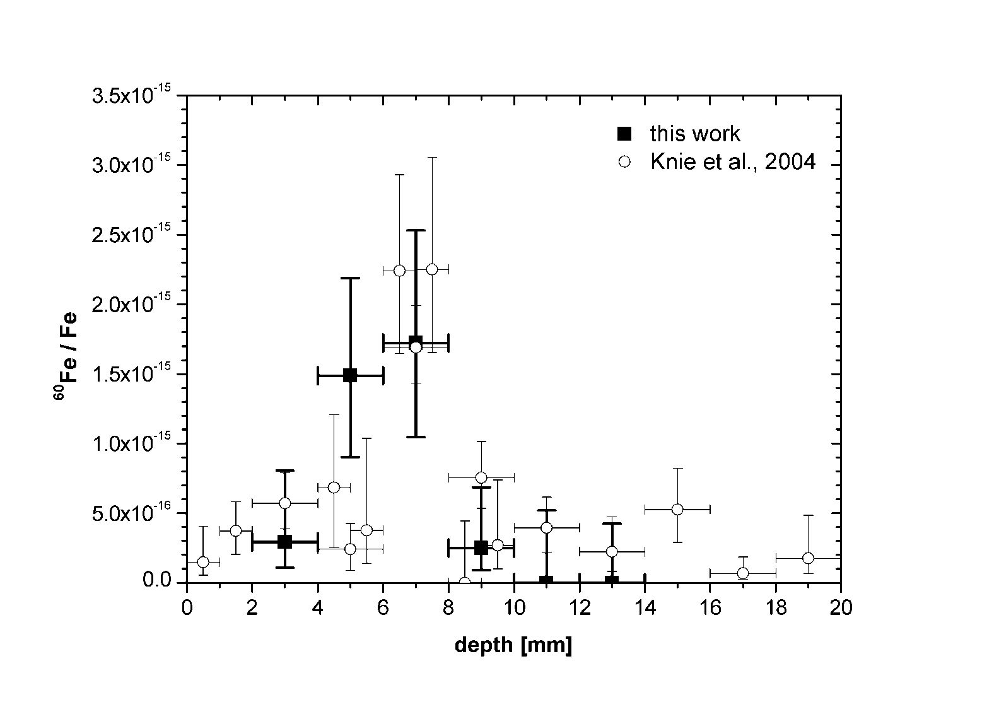 3.5x10⁻¹⁵
this work
Knie et al., 2004
3.0x10⁻¹⁵
2.5x10⁻¹⁵
2.0x10⁻¹⁵
1.5x10⁻¹⁵
1.0x10⁻¹⁵
5.0x10⁻¹⁶
0.0
⁶⁰Fe / Fe
0 2 4 6 8 10 12 14 16 18 20
depth [mm]